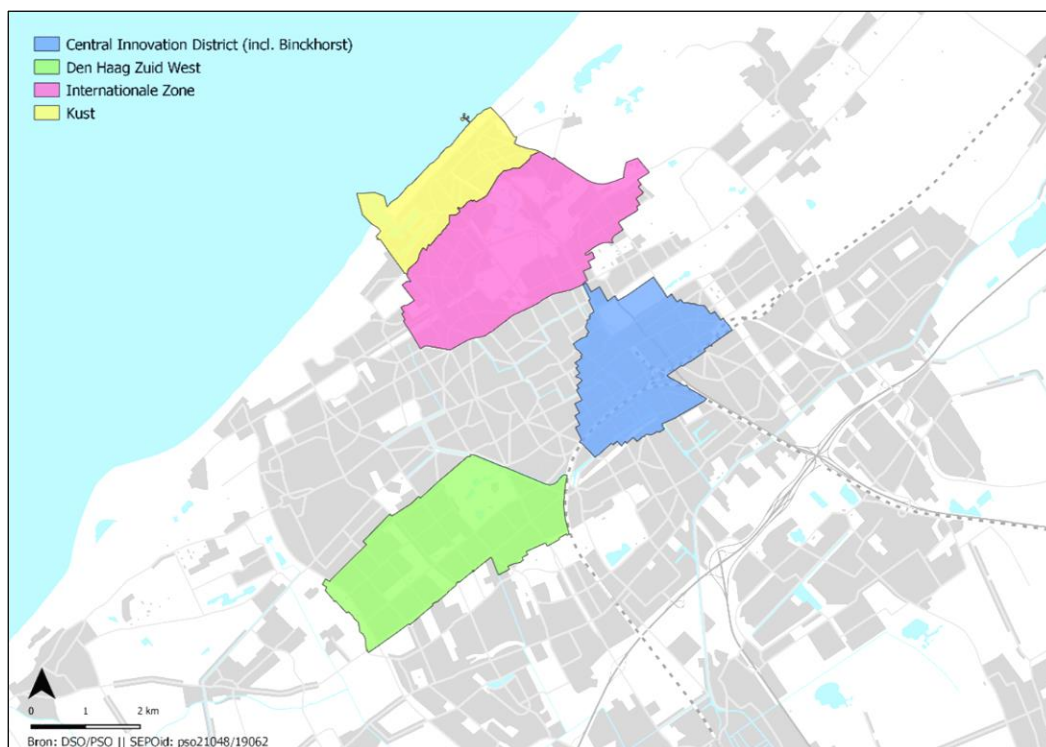 Central Innovation District (incl. Binckhorst)
Den Haag Zuid West
Internationale Zone
Kust
0 1 2 km
Bron: DSO/PSO || SEPOid: pso21048/19062